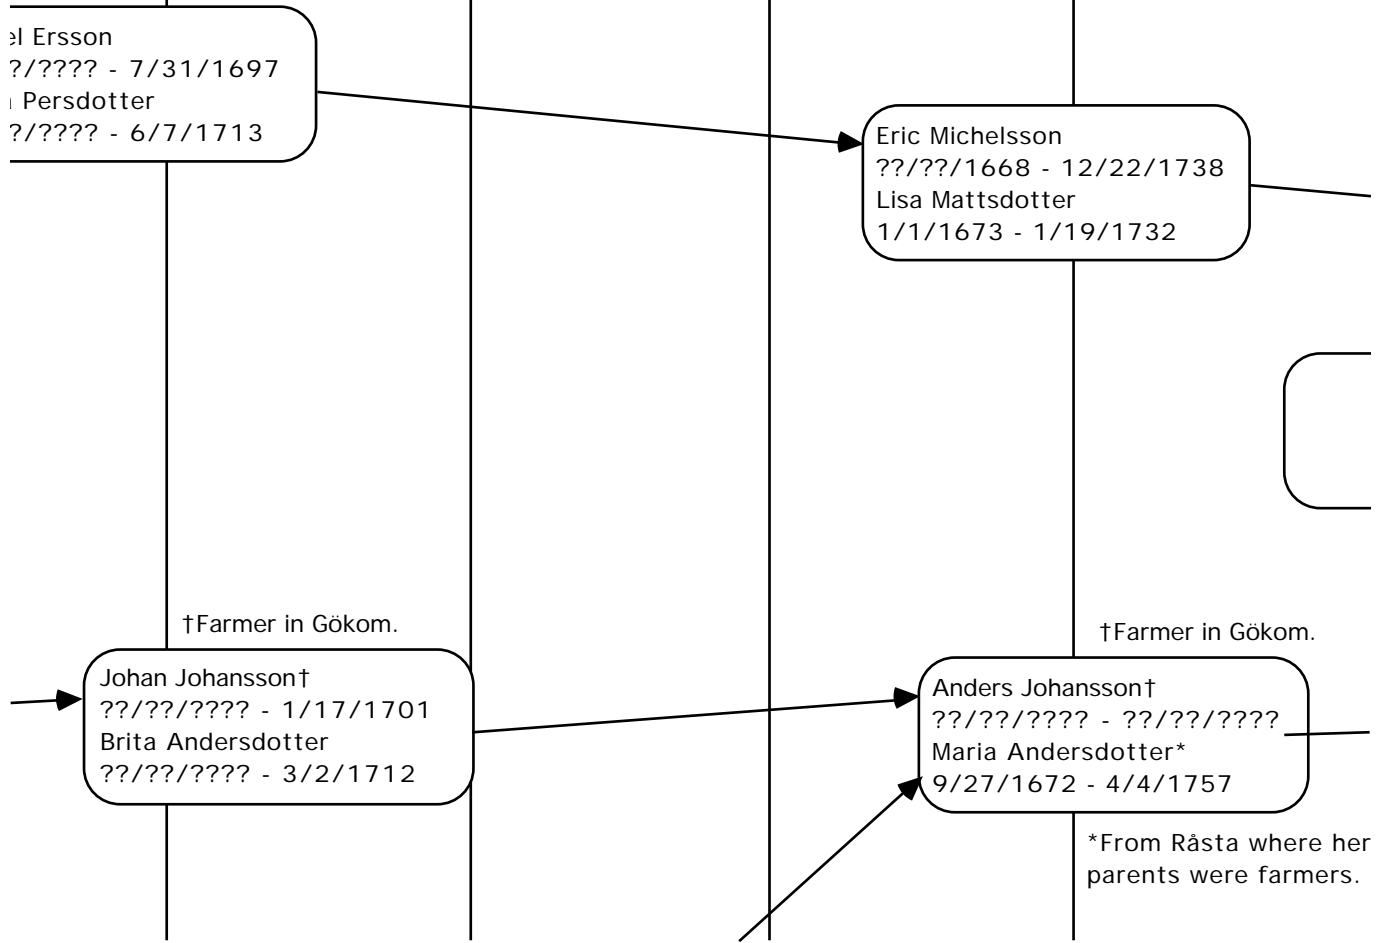 el Ersson
?/???? - 7/31/1697
Persdotter
?/???? - 6/7/1713
Eric Michelsson
??/??/1668 - 12/22/1738
Lisa Mattsdotter
1/1/1673 - 1/19/1732
†Farmer in Gökom.
Johan Johansson†
??/??/???? - 1/17/1701
Brita Andersdotter
??/??/???? - 3/2/1712
†Farmer in Gökom.
Anders Johansson†
??/??/???? - ??/??/????
Maria Andersdotter*
9/27/1672 - 4/4/1757
*From Råsta where her
parents were farmers.